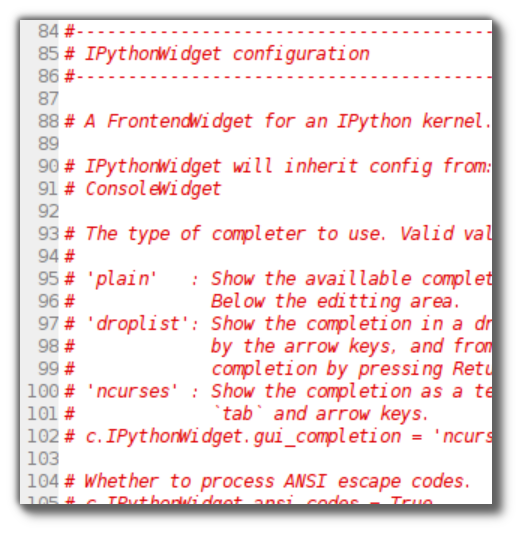 84 #----------------------------------------
85 # IPythonWidget configuration
86 #----------------------------------------
87
88 # A FrontendWidget for an IPython kernel.
89
90 # IPythonWidget will inherit config from:
91 # ConsoleWidget
92
93 # The type of completer to use. Valid val
94 #
95 # 'plain'   : Show the availlable complet
96 #             Below the editting area.
97 # 'droplist': Show the completion in a dr
98 #             by the arrow keys, and from
99 #             completion by pressing Retu
100 # 'ncurses' : Show the completion as a te
101 #             `tab` and arrow keys.
102 # c.IPythonWidget.gui_completion = 'ncurs
103
104 # Whether to process ANSI escape codes.
105 # c.IPythonWidget.ansi_codes = True